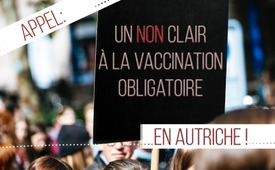 APPEL:
UN NON CLAIR
À LA VACCINATION
OBLIGATOIRE
EN AUTRICHE !